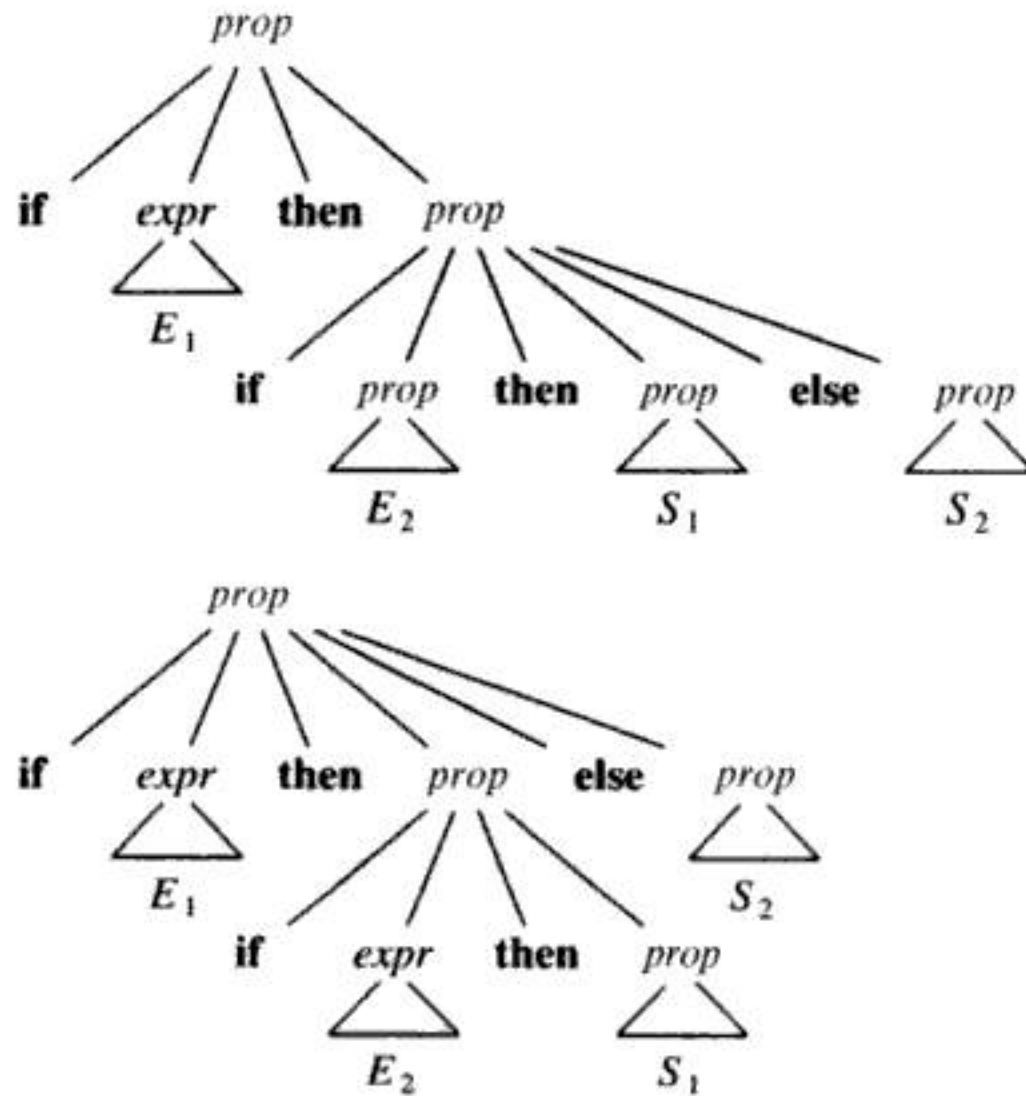 prop
if expr then prop
E1
if prop then prop else prop
E2 S1 S2
prop
if expr then prop else prop
E1 S2
if expr then prop
E2 S1